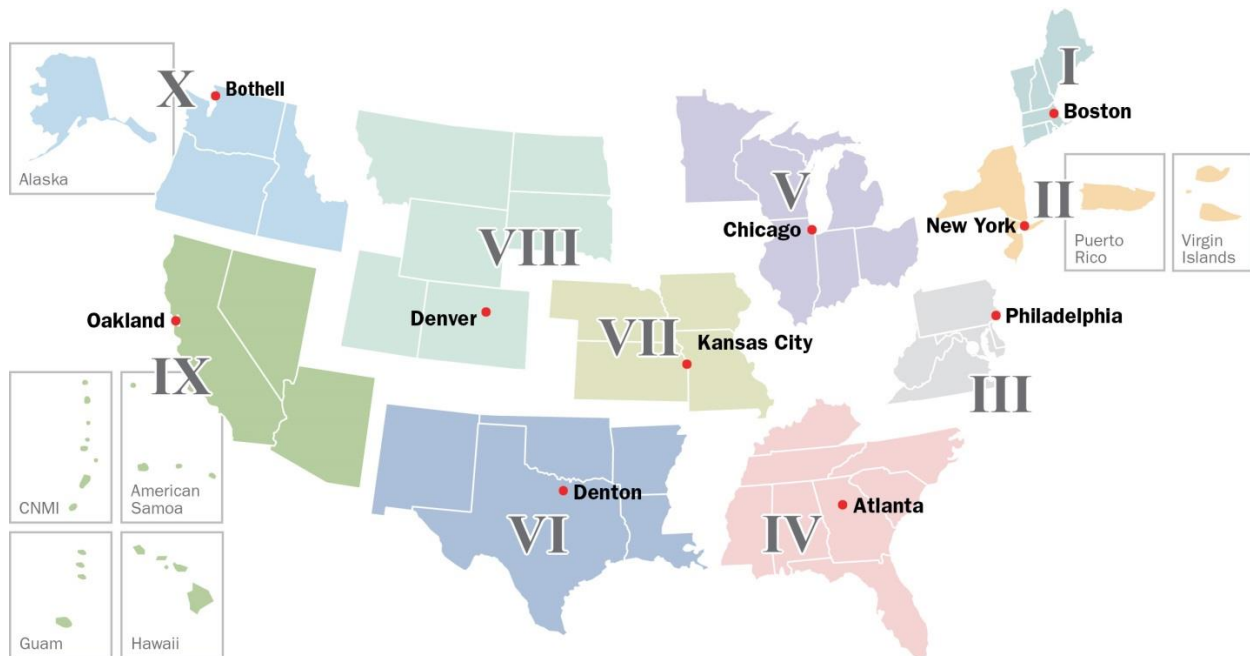 X
Bothell
Alaska
I
Boston
V
Chicago
New York
II
Puerto
Rico
Virgin
Islands
VIII
Denver
Oakland
IX
VII
Kansas City
Philadelphia
III
CNMI
American
Samoa
Guam
Hawaii
Denton
VI
IV
Atlanta